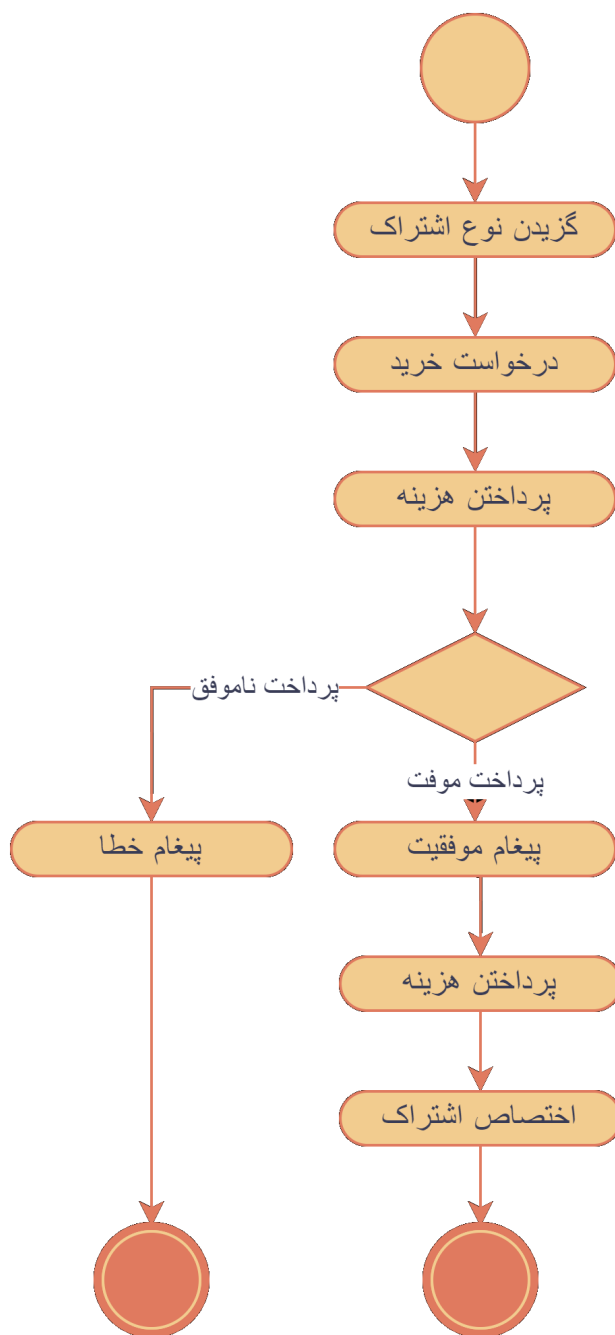 گزیدن نوع اشتراک
درخواست خرید
پرداختن هزینه
پرداخت ناموفق
پرداخت موفت
پیغام موفقیت
پیغام خطا
پرداختن هزینه
اختصاص اشتراک